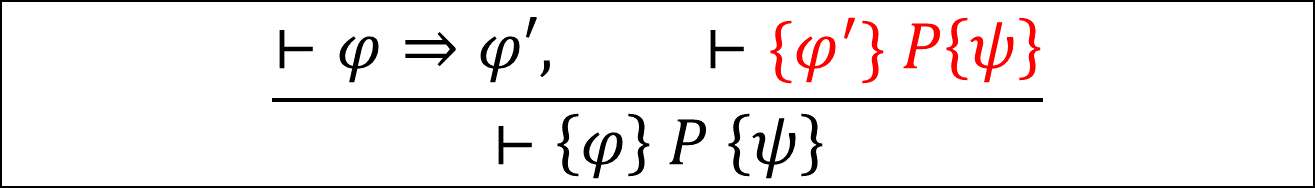 ⊢ φ ⇒ φ′, ⊢ {φ′} P{ψ}
⊢ {φ} P {ψ}